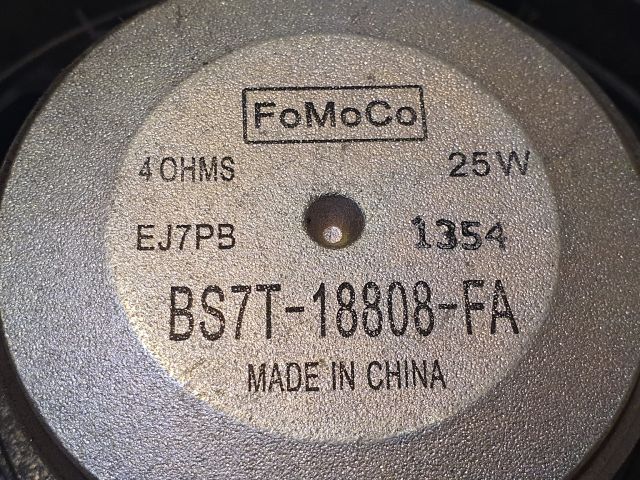 FoMoCo
4 OHMS 25W
EJ7PB 1354
BS7T-18808-FA
MADE IN CHINA